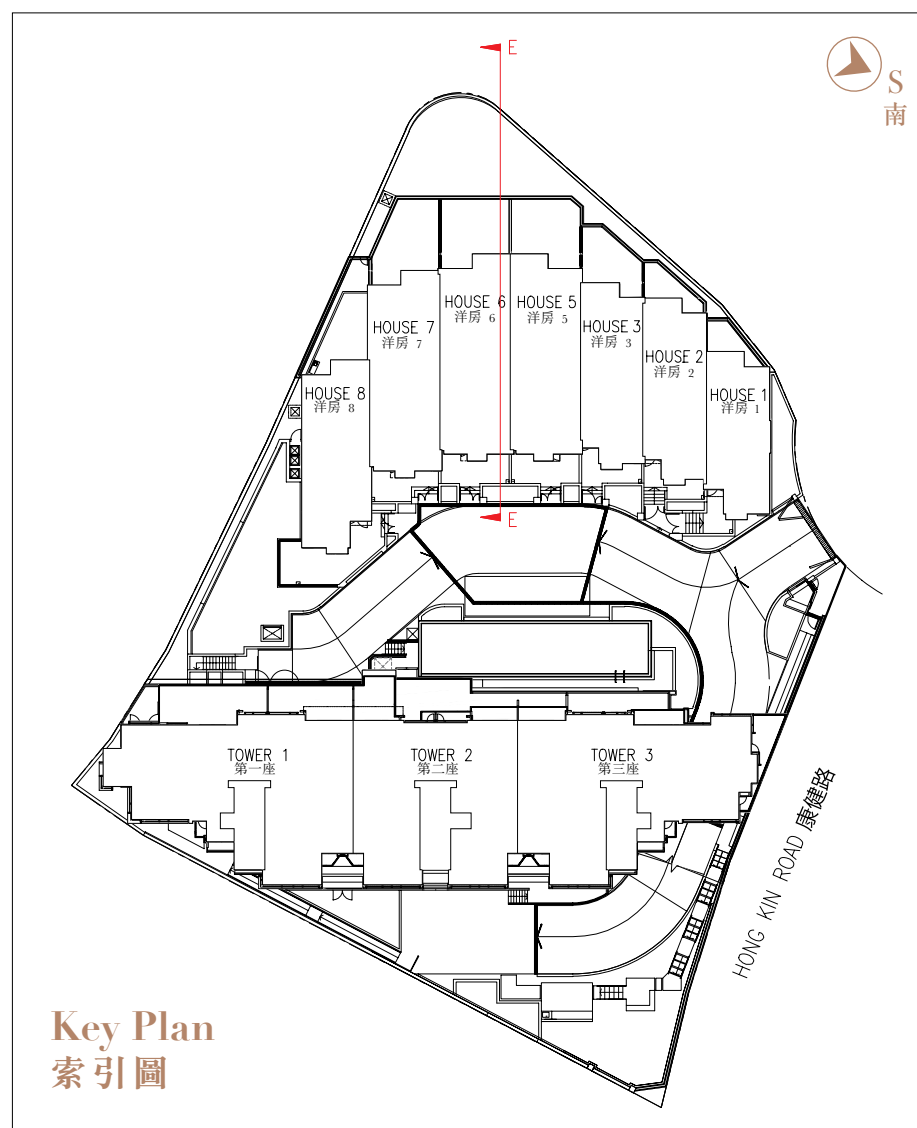 E
S
南
HOUSE 6
洋房 6
HOUSE 5
洋房 5
HOUSE 7
洋房 7
HOUSE 3
洋房 3
HOUSE 2
洋房 2
HOUSE 8
洋房 8
HOUSE 1
洋房 1
E
TOWER 1
第一座
TOWER 2
第二座
TOWER 3
第三座
HONG KIN ROAD 康健路
Key Plan
索引圖